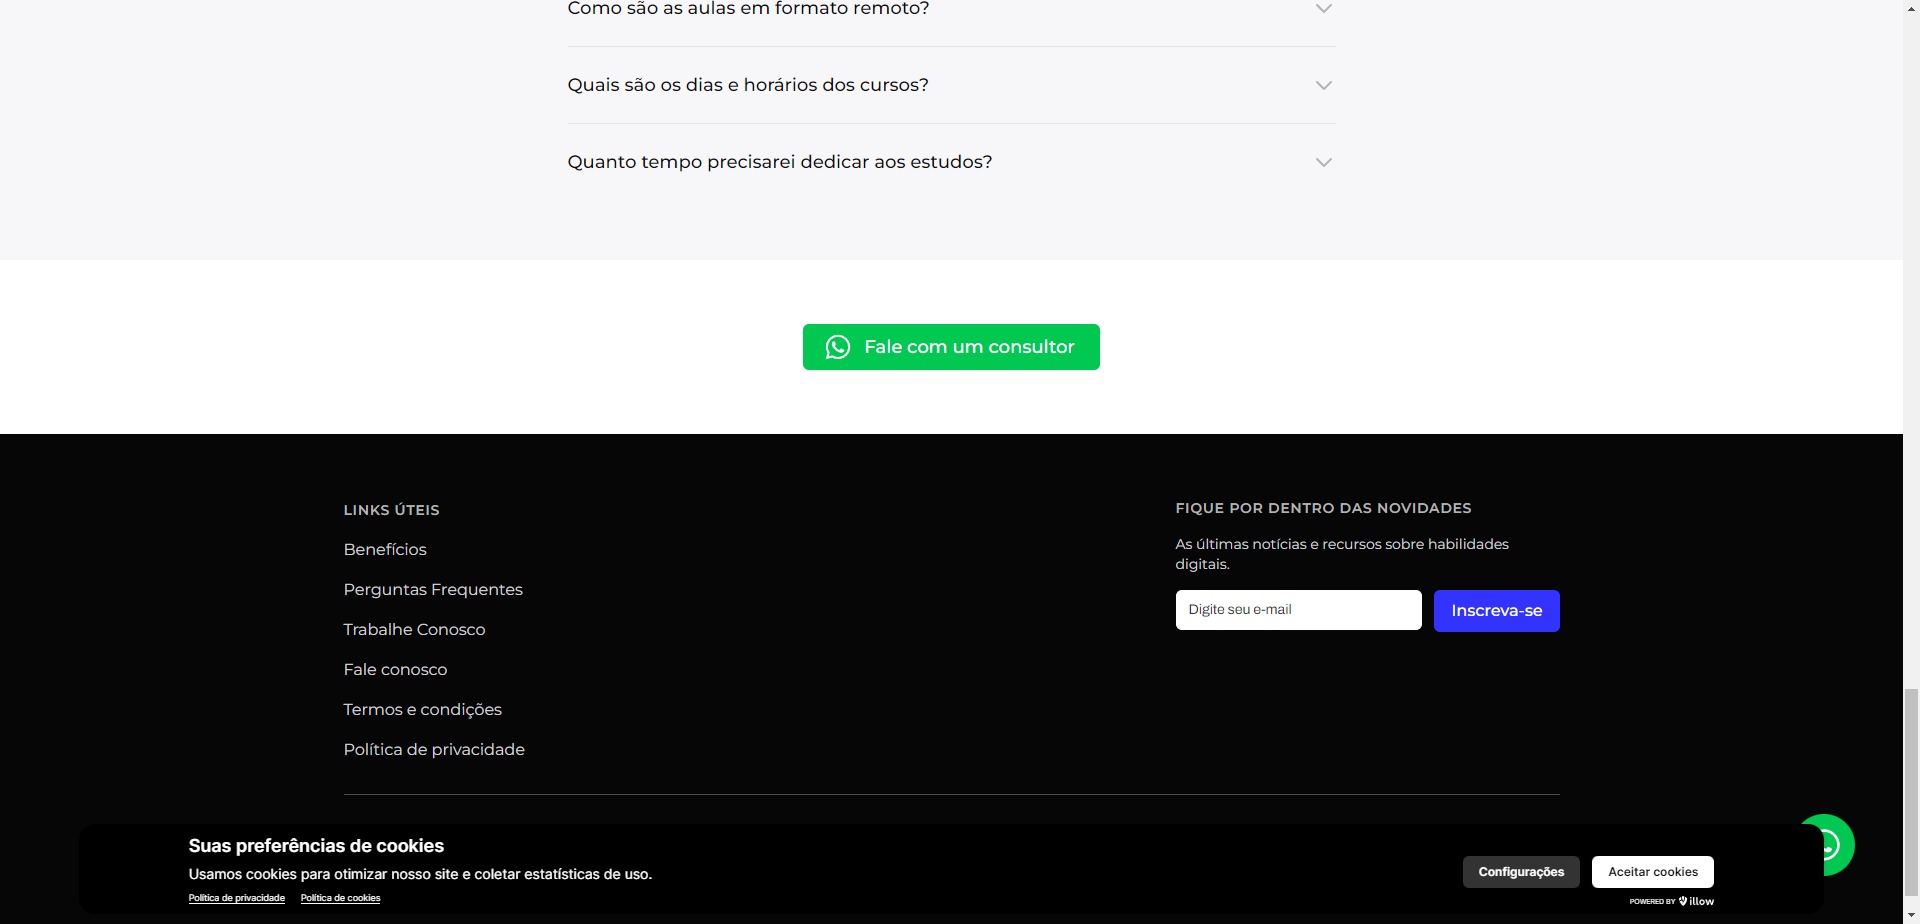 Como são as aulas em formato remoto?
Quais são os dias e horários dos cursos?
Quanto tempo precisarei dedicar aos estudos?
Fale com um consultor
LINKS ÚTEIS
Benefícios
Perguntas Frequentes
Trabalhe Conosco
Fale conosco
Termos e condições
Política de privacidade
FIQUE POR DENTRO DAS NOVIDADES
As últimas notícias e recursos sobre habilidades
digitais.
Digite seu e-mail
Inscreva-se
Suas preferências de cookies
Usamos cookies para otimizar nosso site e coletar estatísticas de uso.
Política de privacidade
Política de cookies
Configurações
Aceitar cookies
POWERED BY illow